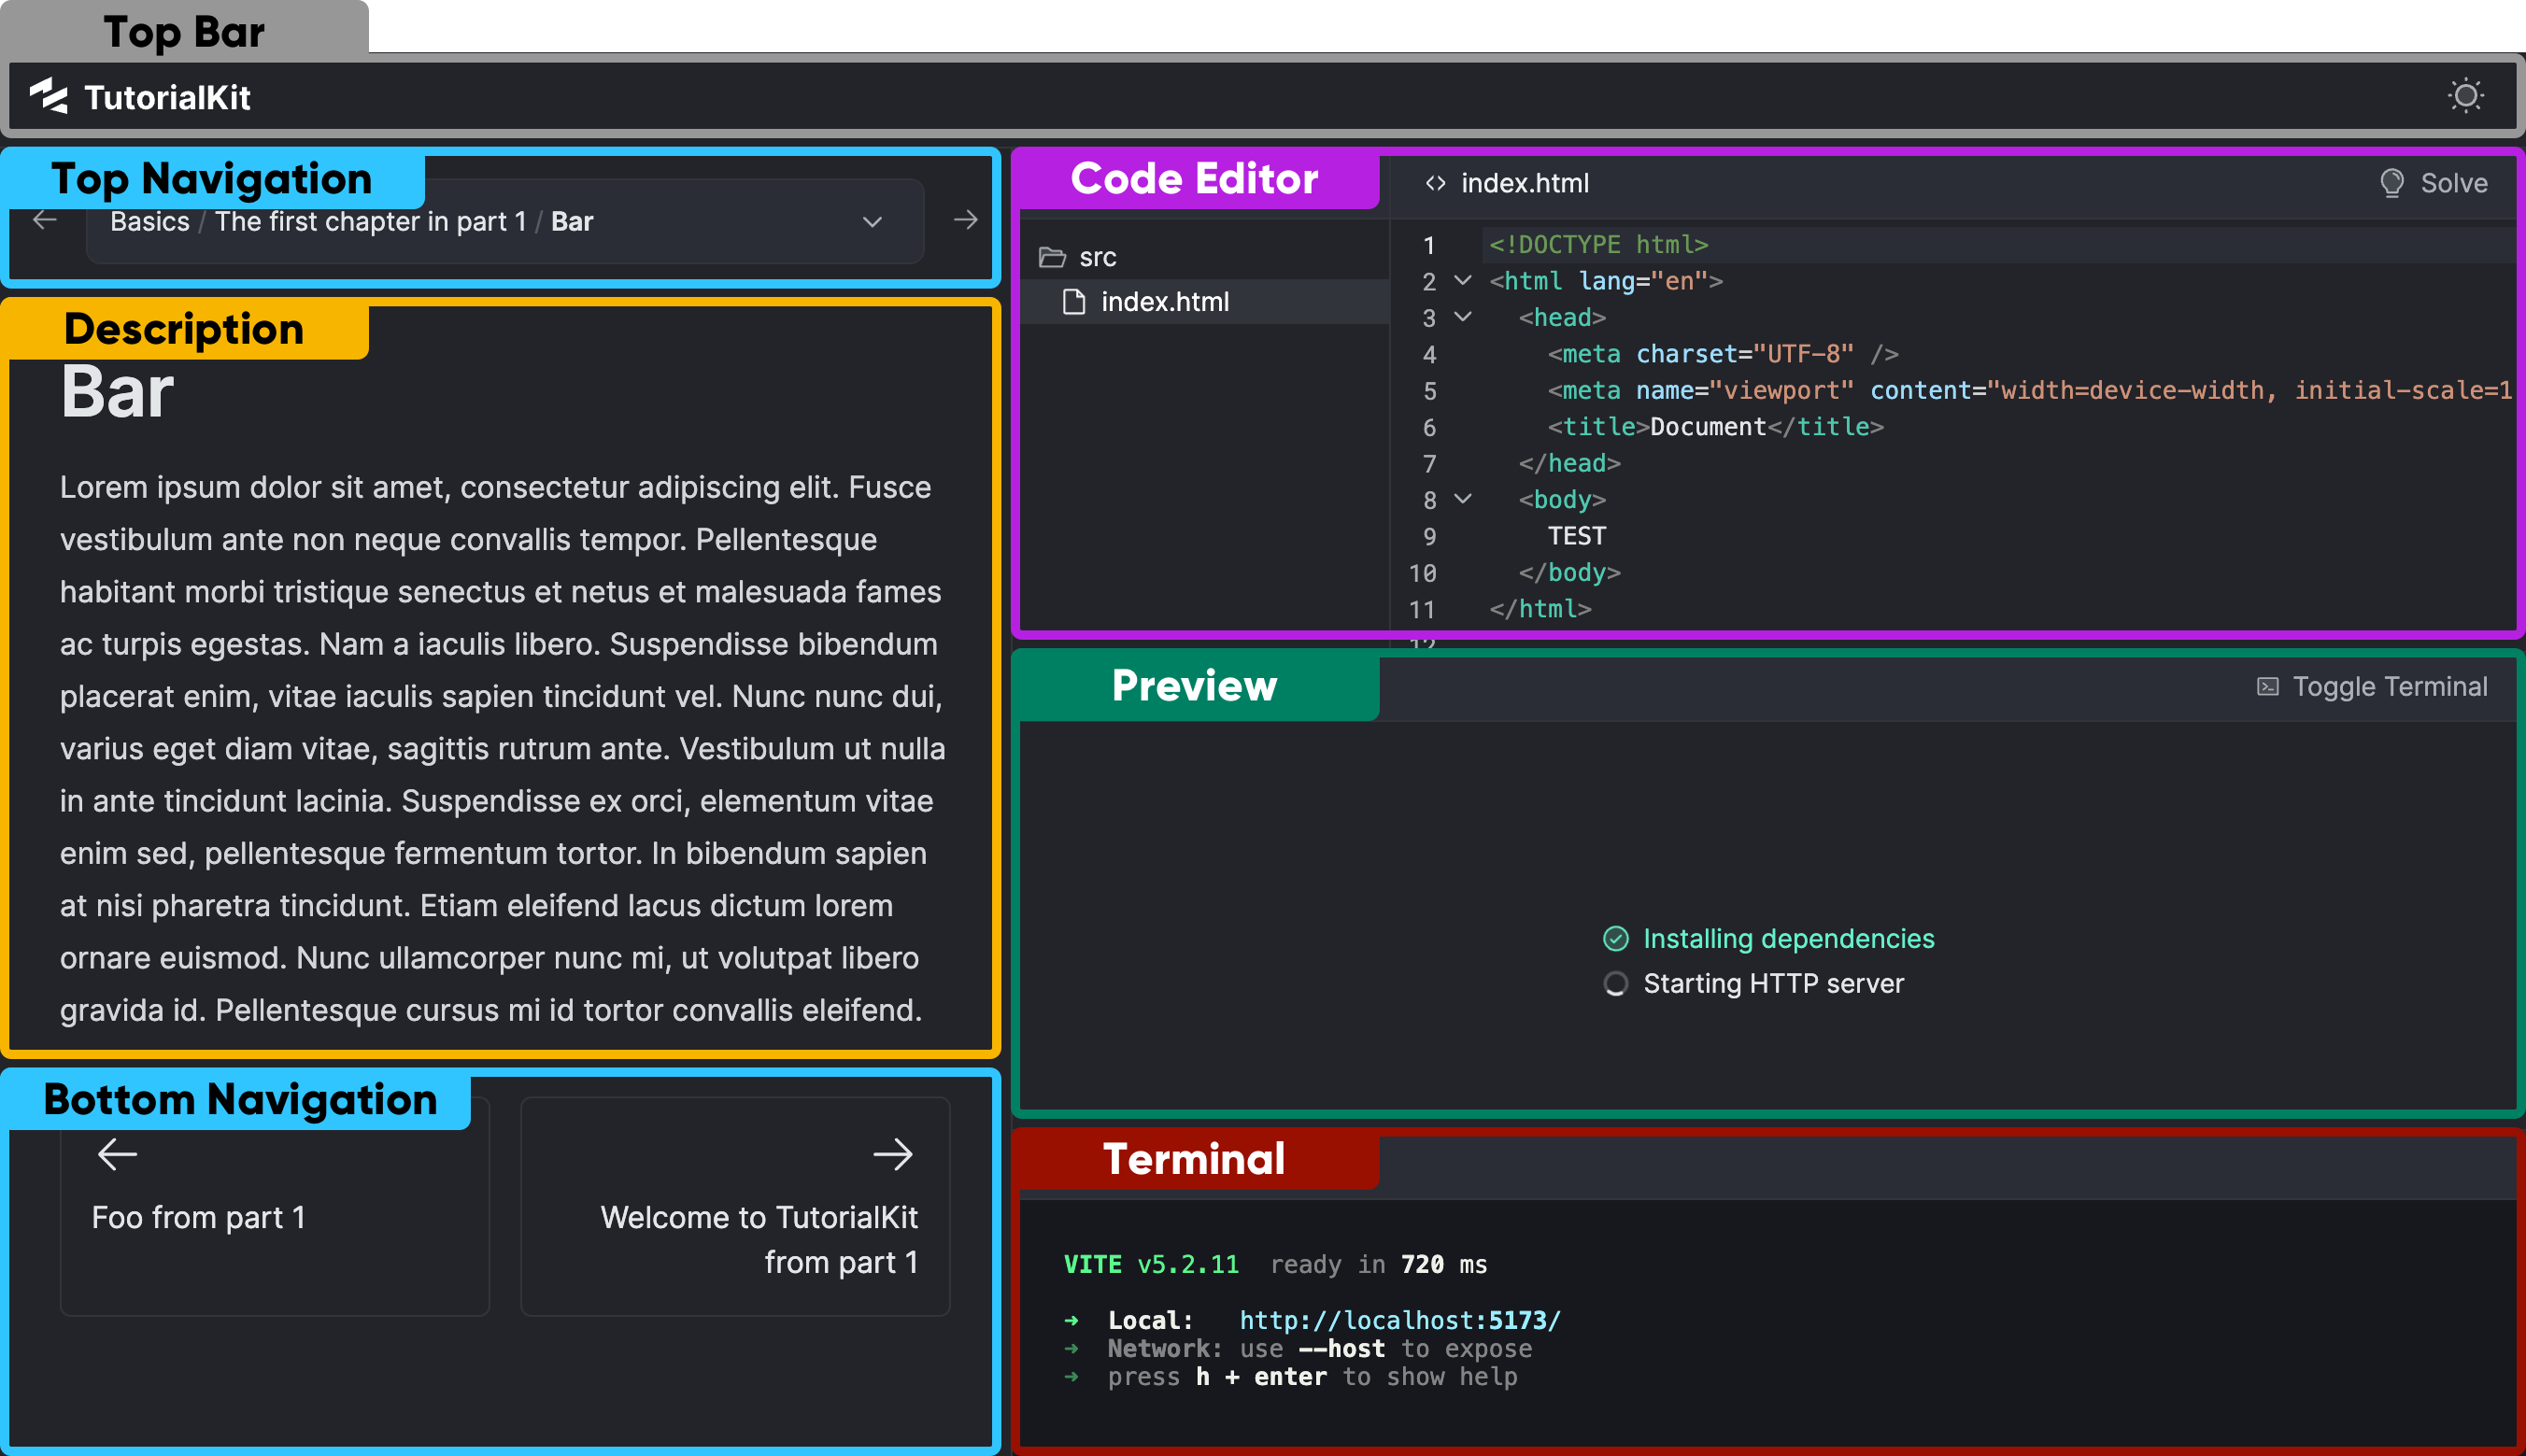 Top Bar
TutorialKit
Top Navigation
Basics / The first chapter in part 1 / Bar
Description
Bar
Lorem ipsum dolor sit amet, consectetur adipiscing elit. Fusce
vestibulum ante non neque convallis tempor. Pellentesque
habitant morbi tristique senectus et netus et malesuada fames
ac turpis egestas. Nam a iaculis libero. Suspendisse bibendum
placerat enim, vitae iaculis sapien tincidunt vel. Nunc nunc dui,
varius eget diam vitae, sagittis rutrum ante. Vestibulum ut nulla
in ante tincidunt lacinia. Suspendisse ex orci, elementum vitae
enim sed, pellentesque fermentum tortor. In bibendum sapien
at nisi pharetra tincidunt. Etiam eleifend lacus dictum lorem
ornare euismod. Nunc ullamcorper nunc mi, ut volutpat libero
gravida id. Pellentesque cursus mi id tortor convallis eleifend.
Bottom Navigation
Foo from part 1
Welcome to TutorialKit
from part 1
Code Editor
index.html
Solve
src
index.html
1 <!DOCTYPE html>
2 <html lang="en">
3 <head>
4 <meta charset="UTF-8" />
5 <meta name="viewport" content="width=device-width, initial-scale=1
6 <title>Document</title>
7 </head>
8 <body>
9 TEST
10 </body>
11 </html>
12
Preview
Toggle Terminal
Installing dependencies
Starting HTTP server
Terminal
VITE v5.2.11 ready in 720 ms
➜ Local: http://localhost:5173/
➜ Network: use --host to expose
➜ press h + enter to show help